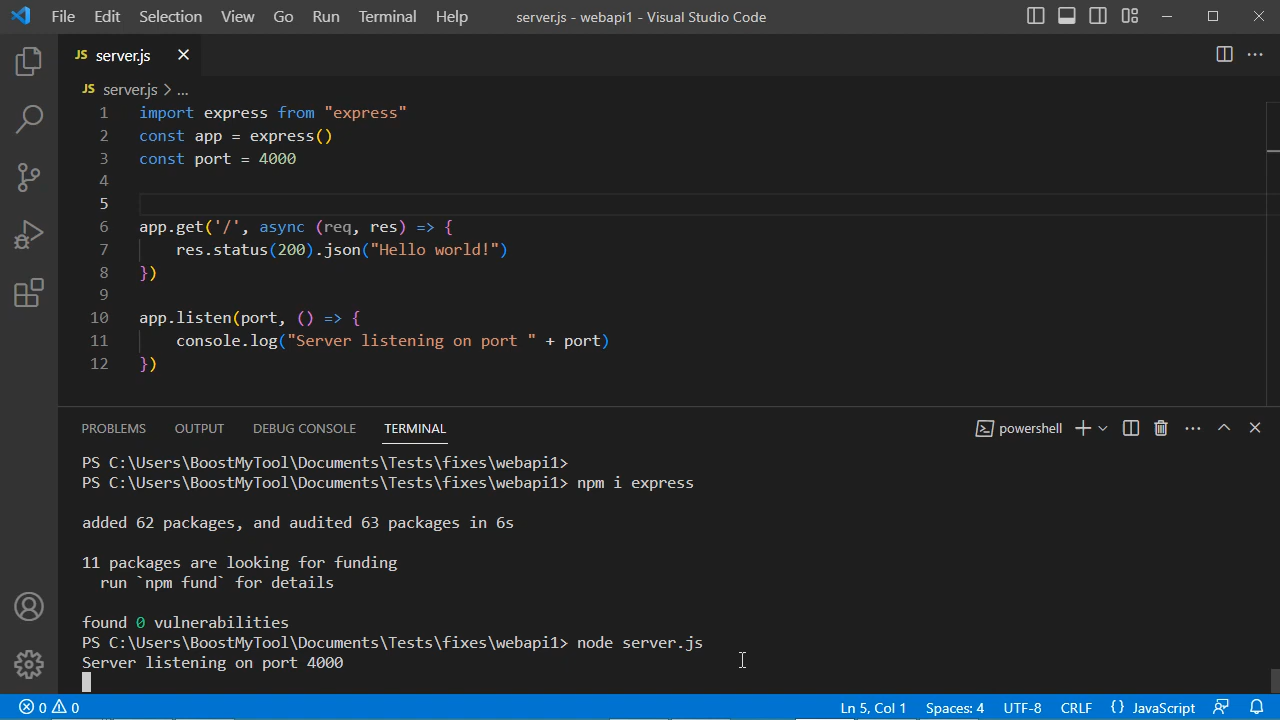 File Edit Selection View Go Run Terminal Help server.js - webapi1 - Visual Studio Code
JS server.js
JS server.js > ...
1 import express from "express"
2 const app = express()
3 const port = 4000
4
5
6 app.get('/', async (req, res) => {
7     res.status(200).json("Hello world!")
8 })
9
10 app.listen(port, () => {
11     console.log("Server listening on port " + port)
12 })
PROBLEMS OUTPUT DEBUG CONSOLE TERMINAL powershell
PS C:\Users\BoostMyTool\Documents\Tests\fixes\webapi1>
PS C:\Users\BoostMyTool\Documents\Tests\fixes\webapi1> npm i express
added 62 packages, and audited 63 packages in 6s
11 packages are looking for funding
  run `npm fund` for details
found 0 vulnerabilities
PS C:\Users\BoostMyTool\Documents\Tests\fixes\webapi1> node server.js
Server listening on port 4000
0 0 Ln 5, Col 1 Spaces: 4 UTF-8 CRLF {} JavaScript